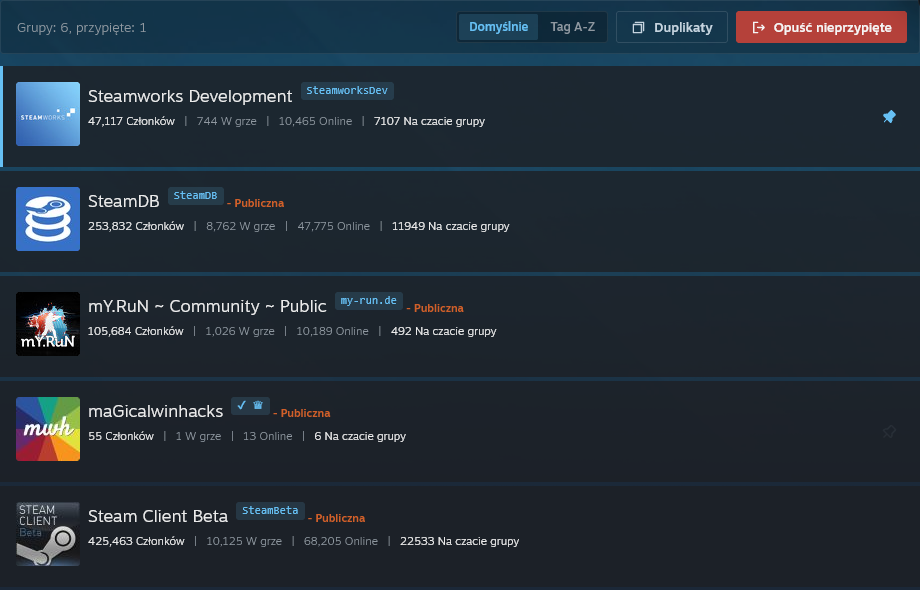 Grupy: 6, przypięte: 1
Domyślnie Tag A-Z Duplikaty Opuść nieprzypięte
STEAMWORKS
Steamworks Development SteamworksDev
47,117 Członków | 744 W grze | 10,465 Online | 7107 Na czacie grupy
SteamDB SteamDB - Publiczna
253,832 Członków | 8,762 W grze | 47,775 Online | 11949 Na czacie grupy
mY.RuN
mY.RuN ~ Community ~ Public my-run.de - Publiczna
105,684 Członków | 1,026 W grze | 10,189 Online | 492 Na czacie grupy
mwh
maGicalwinhacks ✓ ♛ - Publiczna
55 Członków | 1 W grze | 13 Online | 6 Na czacie grupy
STEAM
CLIENT
Beta
Steam Client Beta SteamBeta - Publiczna
425,463 Członków | 10,125 W grze | 68,205 Online | 22533 Na czacie grupy